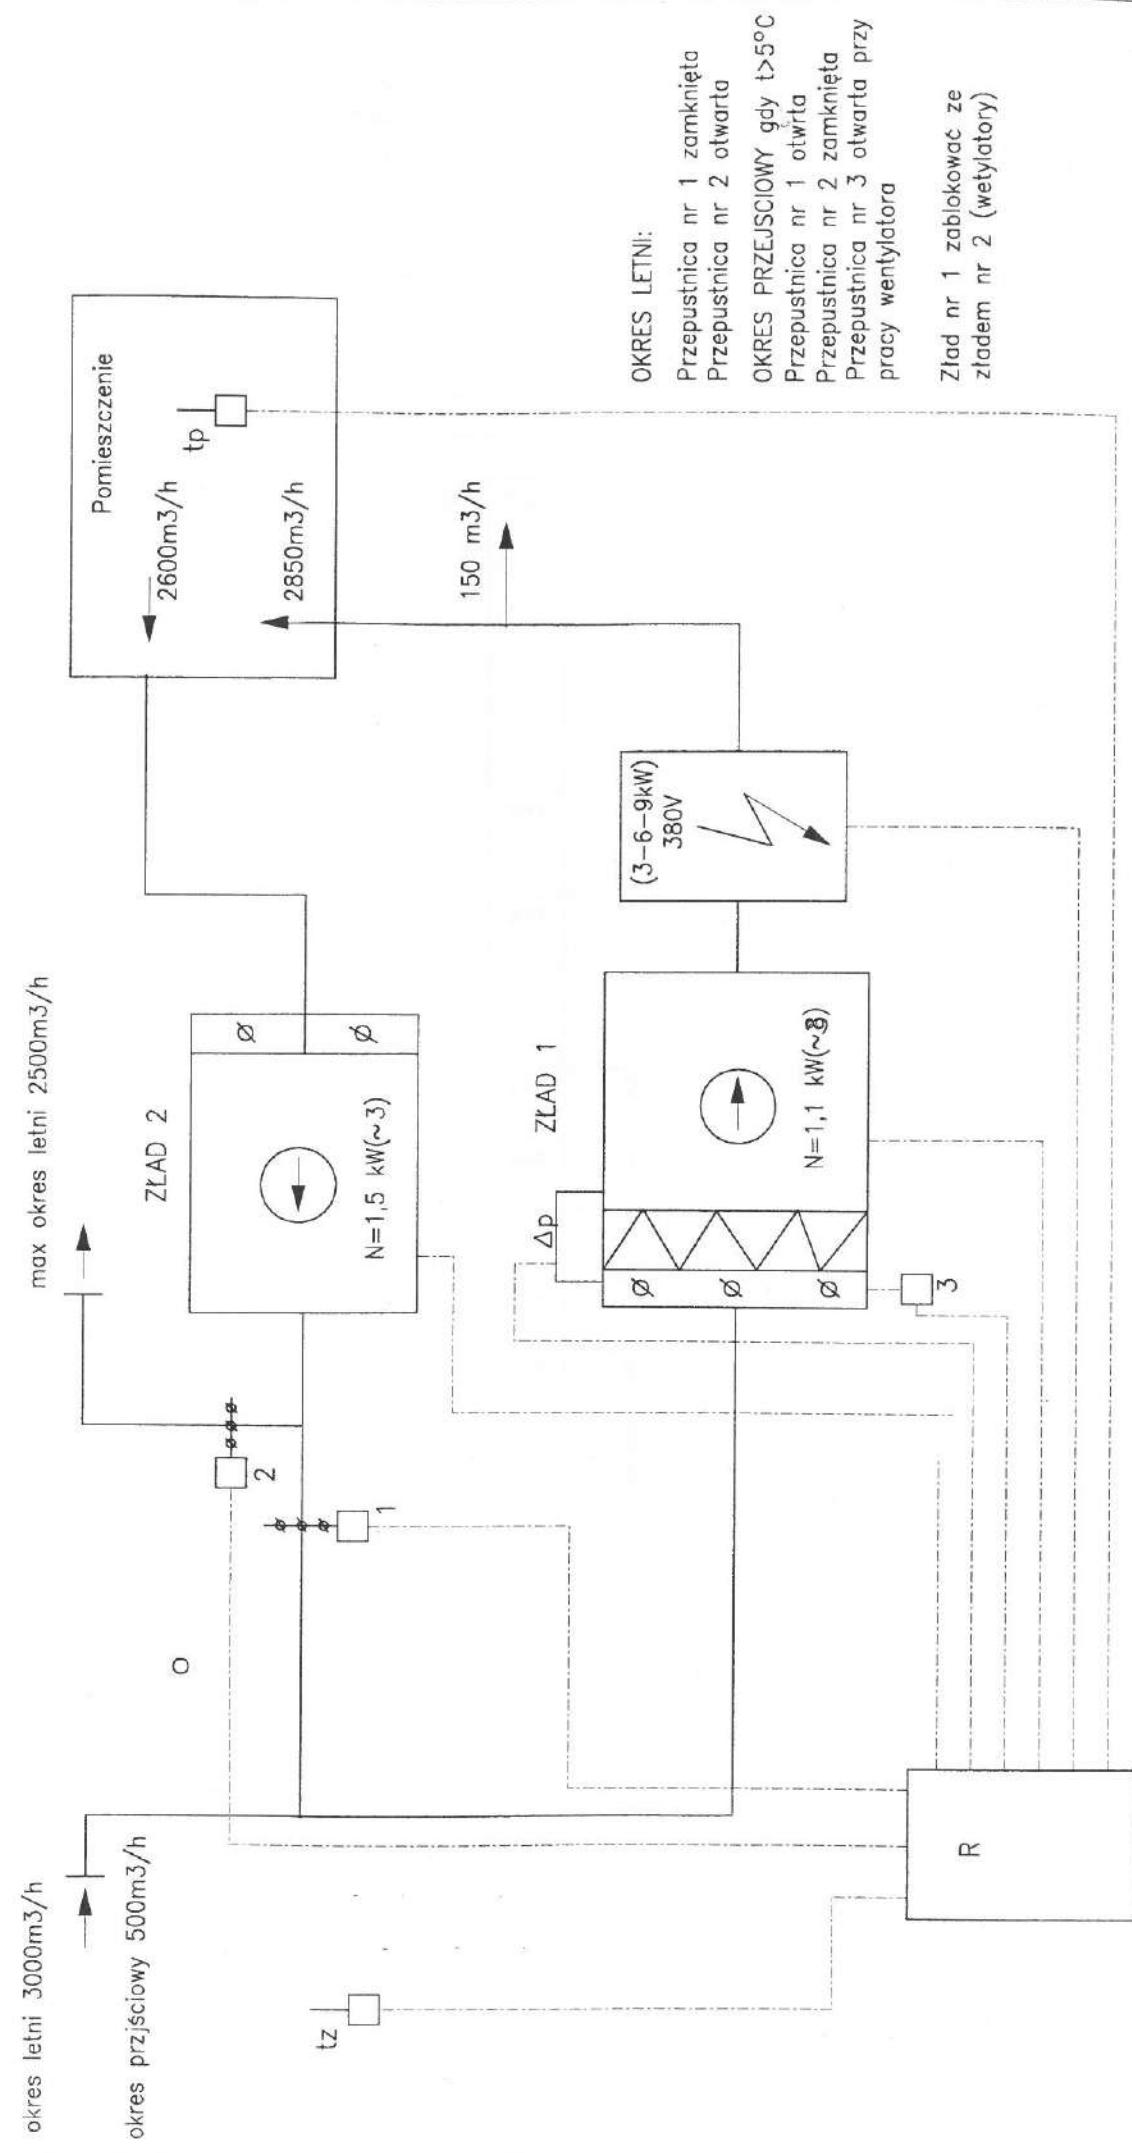 okres letni 3000m3/h
okres przjściowy 500m3/h
max okres letni 2500m3/h
tz
O
2
1
ZŁAD 2
N=1,5 kW(~3)
Pomieszczenie
2600m3/h
tp
2850m3/h
150 m3/h
ZŁAD 1
Δp
N=1,1 kW(~3)
3
(3-6-9kW)
380V
R
OKRES LETNI:
Przepustnica nr 1 zamknięta
Przepustnica nr 2 otwarta
OKRES PRZEJSCIOWY gdy t>5°C
Przepustnica nr 1 otwrta
Przepustnica nr 2 zamknięta
Przepustnica nr 3 otwarta przy
pracy wentylatora
Zład nr 1 zablokować ze
zładem nr 2 (wetylatory)